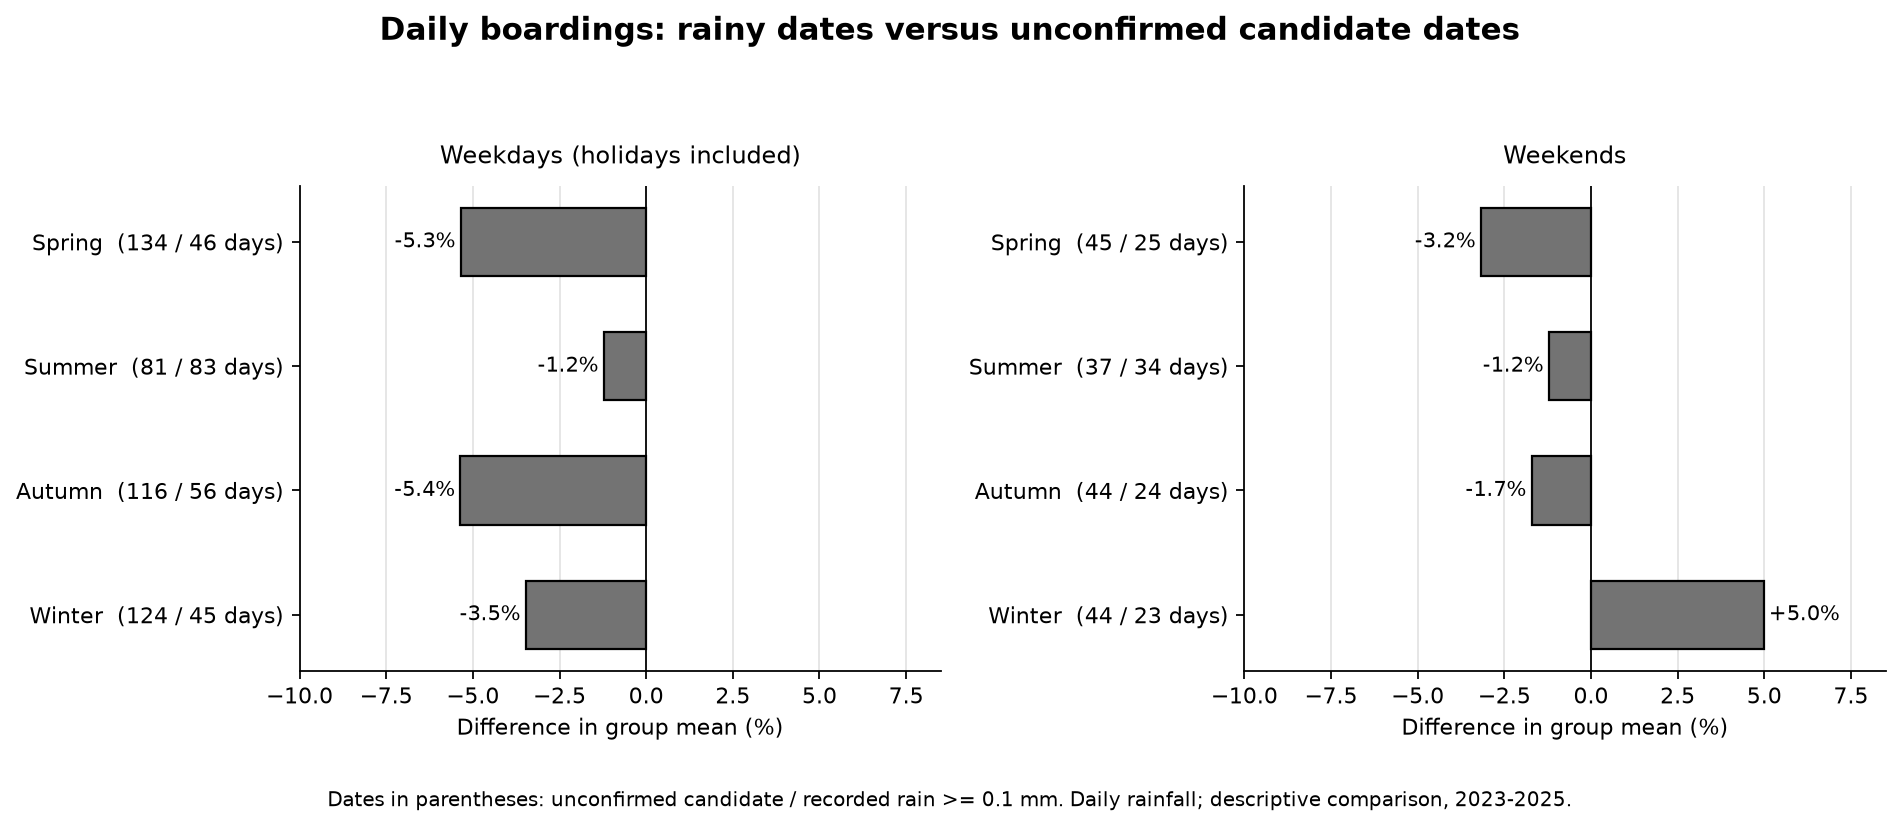 Daily boardings: rainy dates versus unconfirmed candidate dates
Weekdays (holidays included)
Spring (134 / 46 days)
-5.3%
Summer (81 / 83 days)
-1.2%
Autumn (116 / 56 days)
-5.4%
Winter (124 / 45 days)
-3.5%
−10.0 −7.5 −5.0 −2.5 0.0 2.5 5.0 7.5
Difference in group mean (%)
Weekends
Spring (45 / 25 days)
-3.2%
Summer (37 / 34 days)
-1.2%
Autumn (44 / 24 days)
-1.7%
Winter (44 / 23 days)
+5.0%
−10.0 −7.5 −5.0 −2.5 0.0 2.5 5.0 7.5
Difference in group mean (%)
Dates in parentheses: unconfirmed candidate / recorded rain >= 0.1 mm. Daily rainfall; descriptive comparison, 2023-2025.